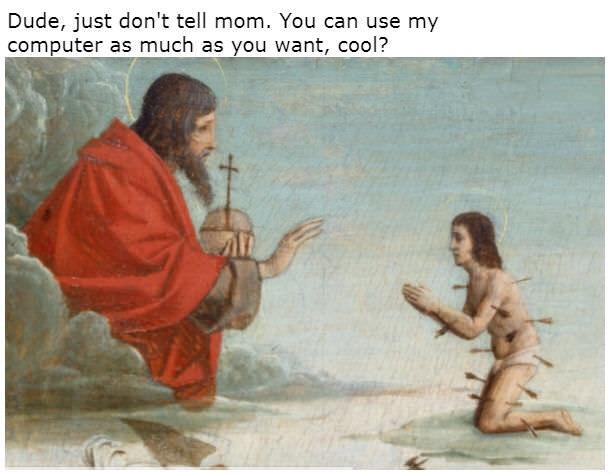 Dude, just don't tell mom. You can use my
computer as much as you want, cool?